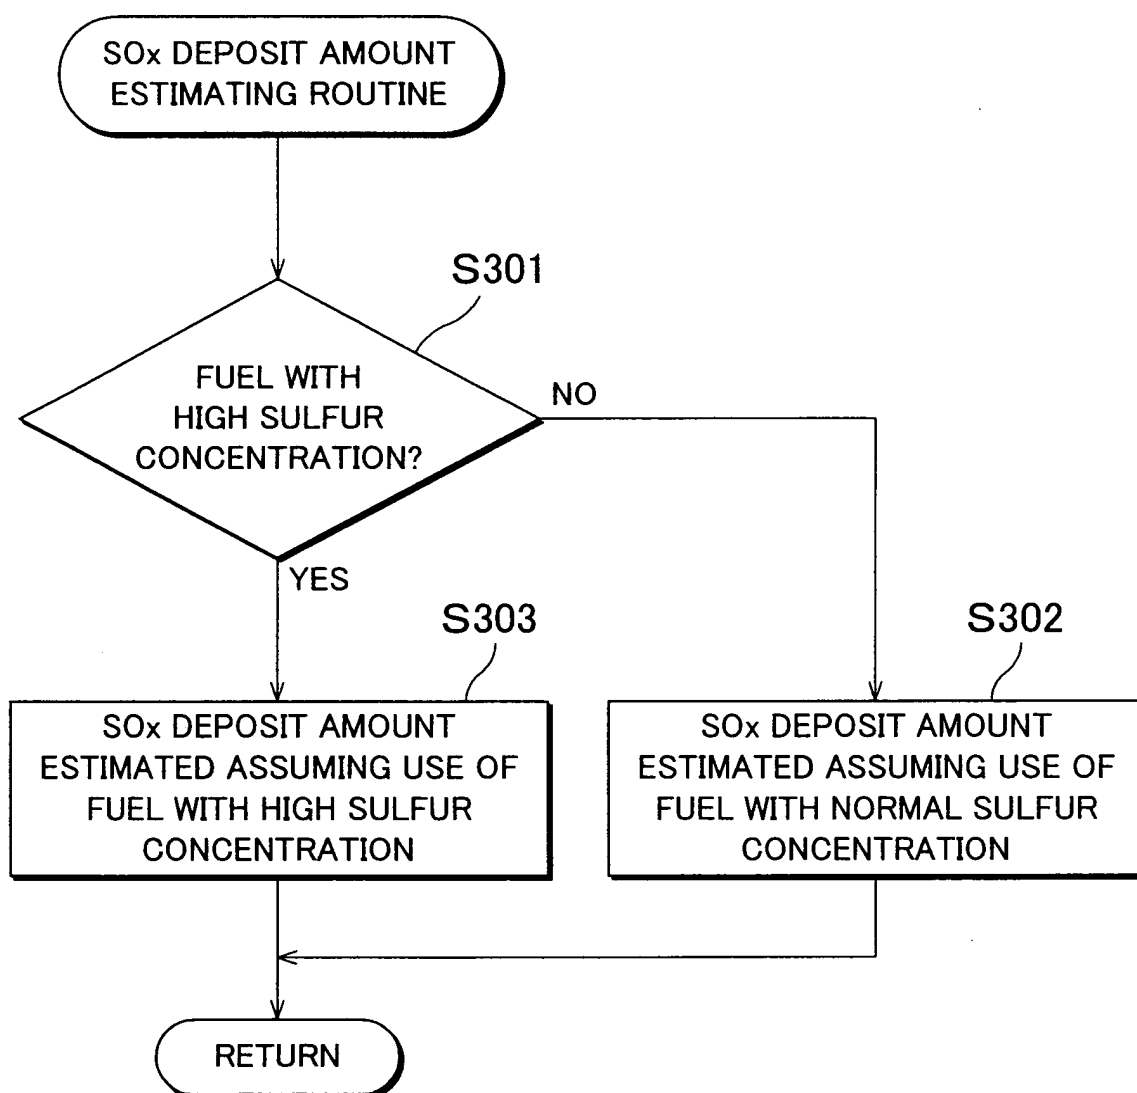 SOx DEPOSIT AMOUNT
ESTIMATING ROUTINE
S301
FUEL WITH
HIGH SULFUR
CONCENTRATION?
NO
YES
S303
S302
SOx DEPOSIT AMOUNT
ESTIMATED ASSUMING USE OF
FUEL WITH HIGH SULFUR
CONCENTRATION
SOx DEPOSIT AMOUNT
ESTIMATED ASSUMING USE OF
FUEL WITH NORMAL SULFUR
CONCENTRATION
RETURN